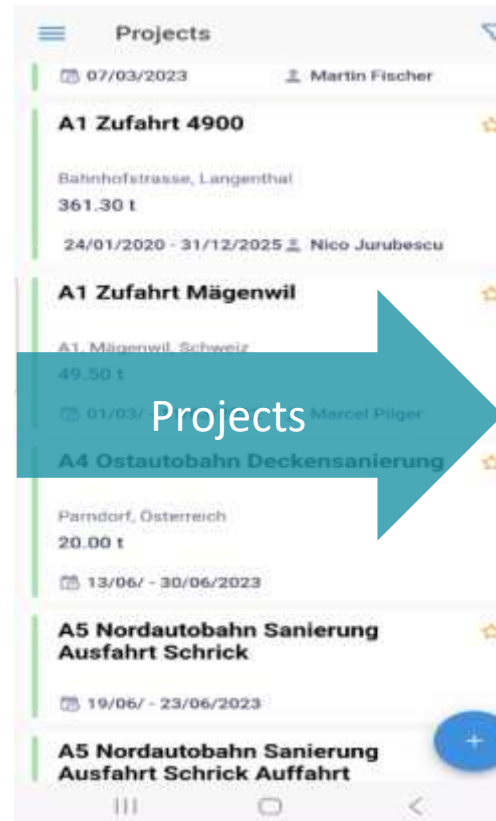 Projects
07/03/2023 Martin Fischer
A1 Zufahrt 4900
Bahnhofstrasse, Langenthal
361.30 t
24/01/2020 - 31/12/2025 Nico Jurubescu
A1 Zufahrt Mägenwil
A1, Mägenwil, Schweiz
49.50 t
01/03/ - Marcel Pilger
Projects
A4 Ostautobahn Deckensanierung
Parndorf, Österreich
20.00 t
13/06/ - 30/06/2023
A5 Nordautobahn Sanierung
Ausfahrt Schrick
19/06/ - 23/06/2023
A5 Nordautobahn Sanierung
Ausfahrt Schrick Auffahrt